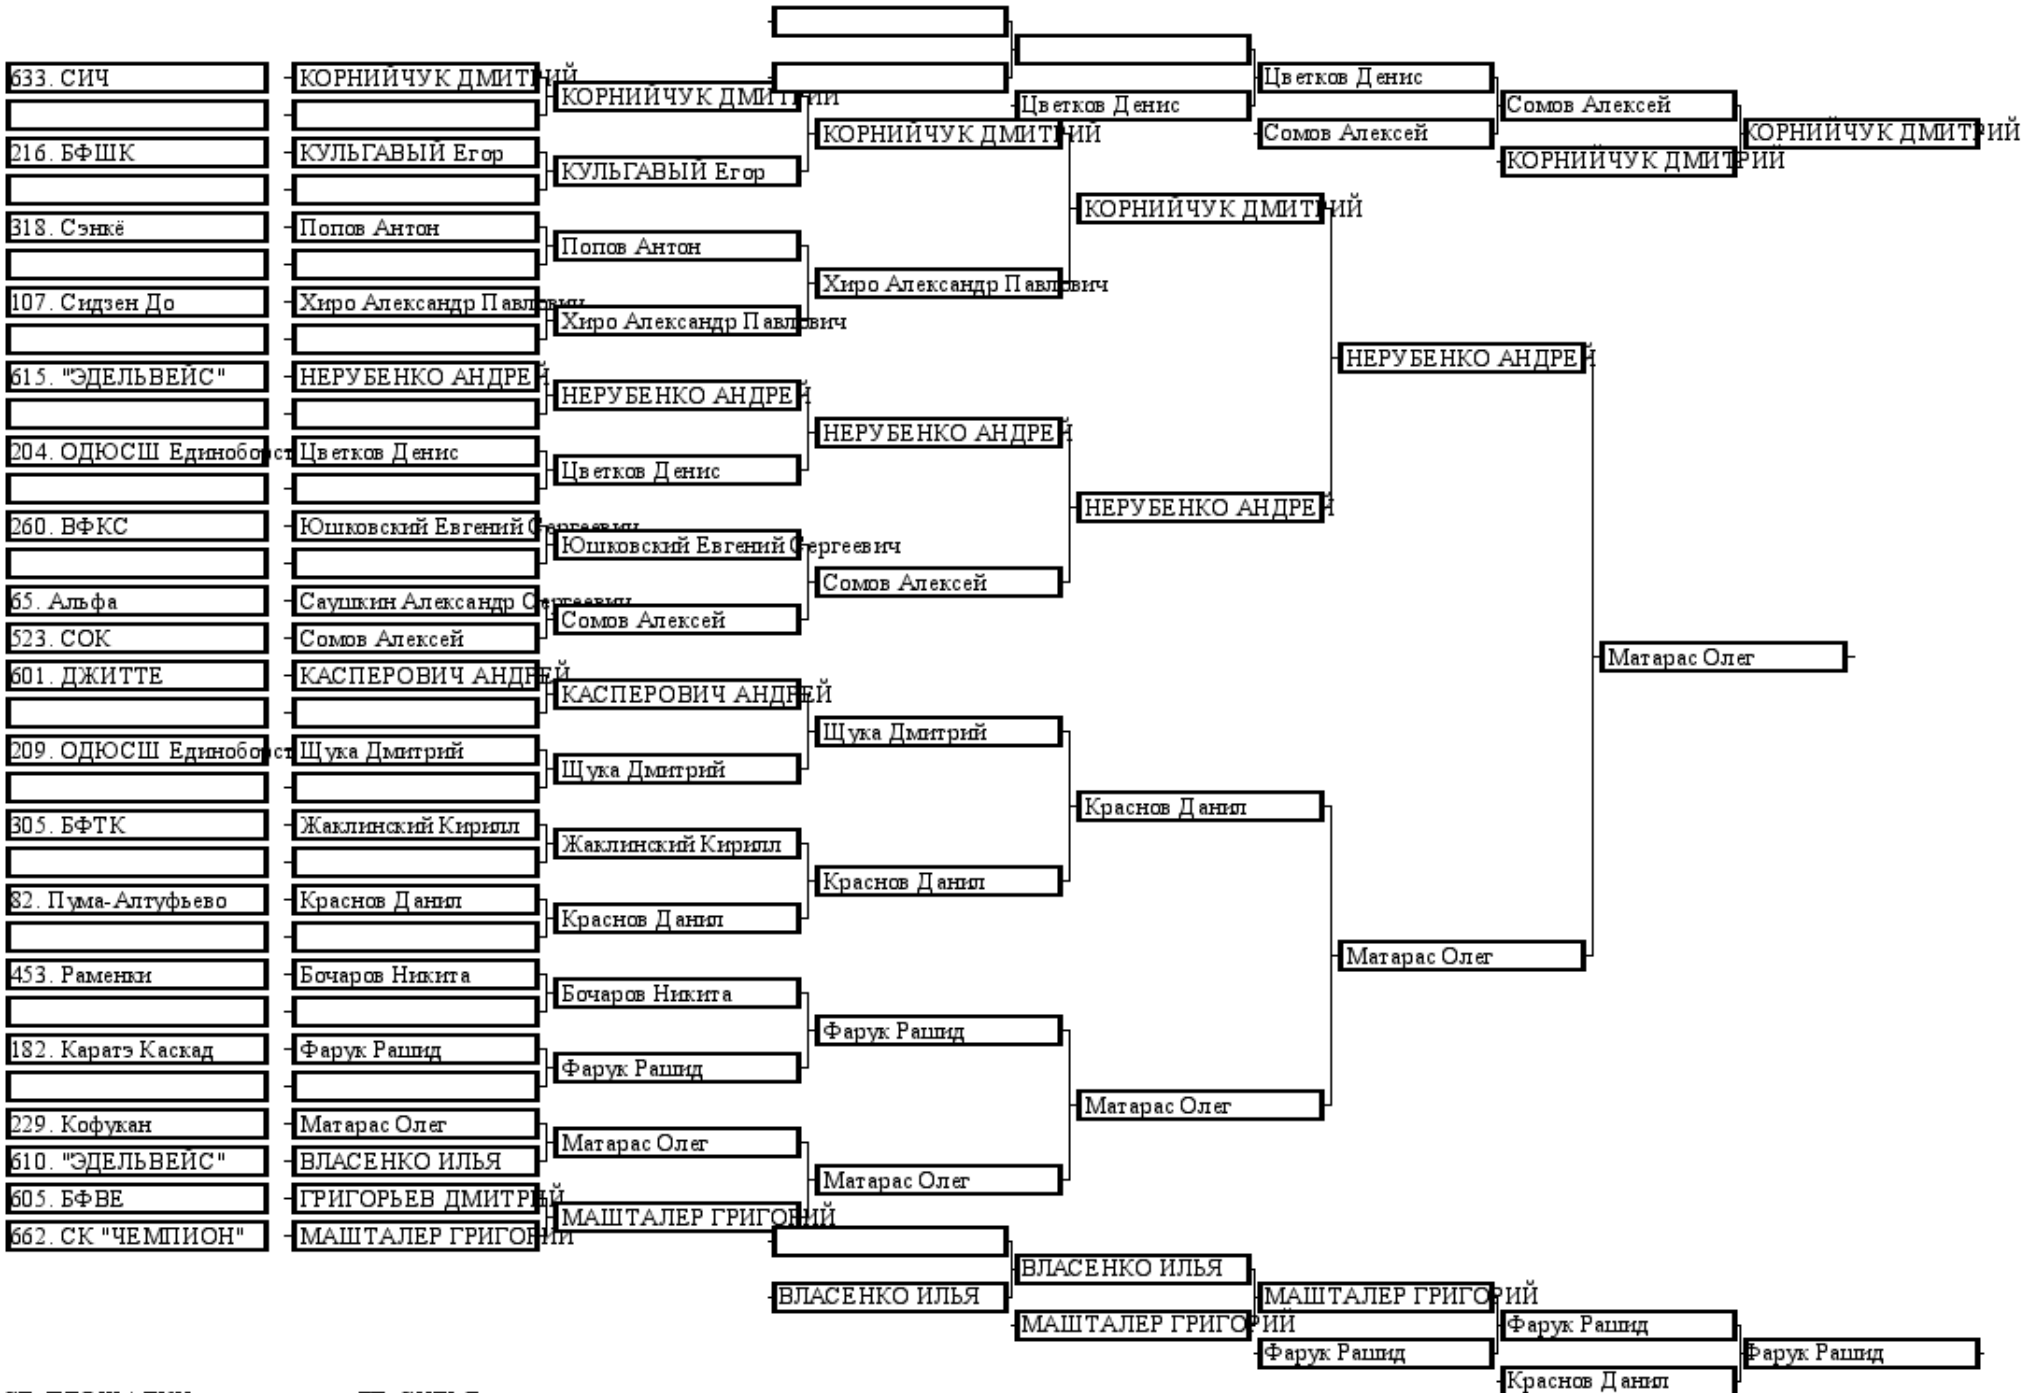 633. СИЧ
КОРНИЙЧУК ДМИТРИЙ
КОРНИЙЧУК ДМИТРИЙ
КОРНИЙЧУК ДМИТРИЙ
Цветков Денис
Цветков Денис
Сомов Алексей
Сомов Алексей
КОРНИЙЧУК ДМИТРИЙ
КОРНИЙЧУК ДМИТРИЙ
216. БФШК
КУЛЬГАВЫЙ Егор
КУЛЬГАВЫЙ Егор
КОРНИЙЧУК ДМИТРИЙ
318. Сэнкё
Попов Антон
Попов Антон
Хиро Александр Павлович
107. Сидзен До
Хиро Александр Павлович
Хиро Александр Павлович
НЕРУБЕНКО АНДРЕЙ
615. "ЭДЕЛЬВЕЙС"
НЕРУБЕНКО АНДРЕЙ
НЕРУБЕНКО АНДРЕЙ
НЕРУБЕНКО АНДРЕЙ
204. ОДЮСШ Единоборст
Цветков Денис
Цветков Денис
НЕРУБЕНКО АНДРЕЙ
260. ВФКС
Юшковский Евгений Сергеевич
Юшковский Евгений Сергеевич
Сомов Алексей
65. Альфа
Саушкин Александр Сергеевич
Сомов Алексей
523. СОК
Сомов Алексей
Матарас Олег
601. ДЖИТТЕ
КАСПЕРОВИЧ АНДРЕЙ
КАСПЕРОВИЧ АНДРЕЙ
Щука Дмитрий
209. ОДЮСШ Единоборст
Щука Дмитрий
Щука Дмитрий
Краснов Данил
305. БФТК
Жаклинский Кирилл
Жаклинский Кирилл
Краснов Данил
82. Пума-Алтуфьево
Краснов Данил
Краснов Данил
Матарас Олег
453. Раменки
Бочаров Никита
Бочаров Никита
Фарук Рашид
182. Каратэ Каскад
Фарук Рашид
Фарук Рашид
Матарас Олег
229. Кофукан
Матарас Олег
Матарас Олег
610. "ЭДЕЛЬВЕЙС"
ВЛАСЕНКО ИЛЬЯ
Матарас Олег
605. БФВЕ
ГРИГОРЬЕВ ДМИТРИЙ
МАШТАЛЕР ГРИГОРИЙ
662. СК "ЧЕМПИОН"
МАШТАЛЕР ГРИГОРИЙ
ВЛАСЕНКО ИЛЬЯ
ВЛАСЕНКО ИЛЬЯ
МАШТАЛЕР ГРИГОРИЙ
МАШТАЛЕР ГРИГОРИЙ
Фарук Рашид
Фарук Рашид
Фарук Рашид
Краснов Данил